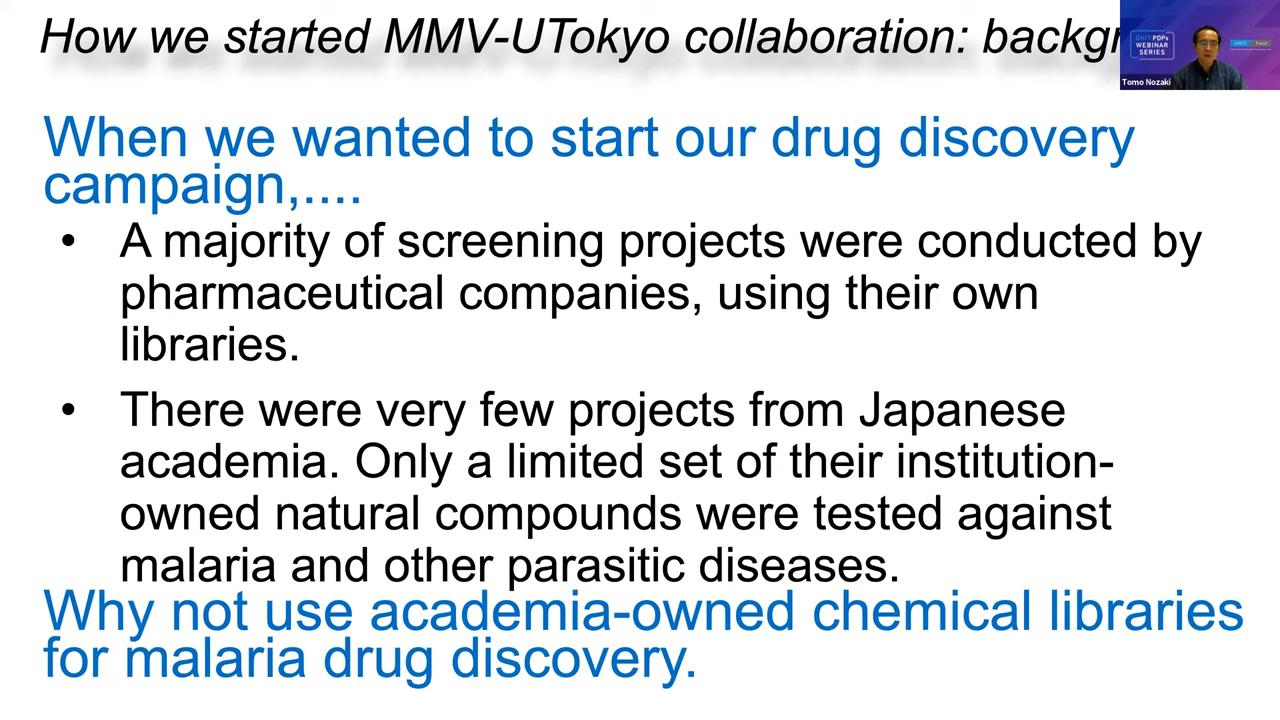 How we started MMV-UTokyo collaboration: backgr
GHIT·PDPs
WEBINAR
SERIES
Tomo Nozaki
When we wanted to start our drug discovery
campaign,....
• A majority of screening projects were conducted by
pharmaceutical companies, using their own
libraries.
• There were very few projects from Japanese
academia. Only a limited set of their institution-
owned natural compounds were tested against
malaria and other parasitic diseases.
Why not use academia-owned chemical libraries
for malaria drug discovery.